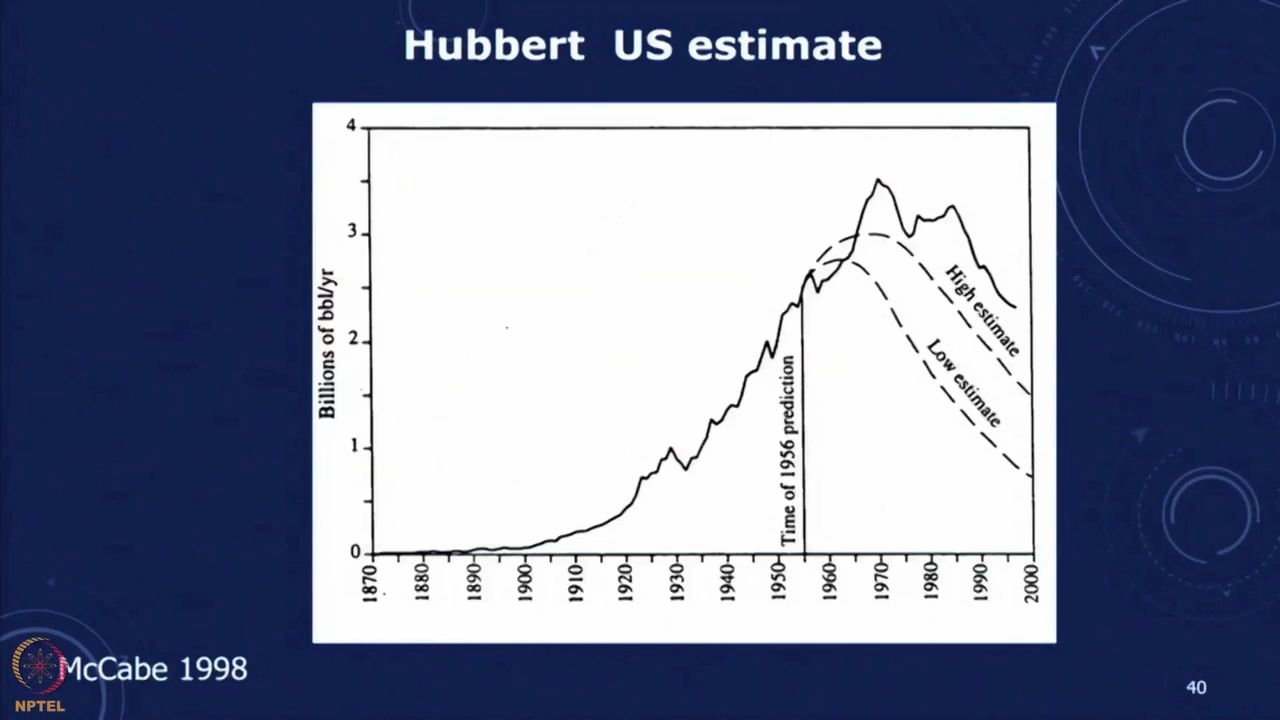 Hubbert US estimate
4
3
2
1
0
Billions of bbl/yr
Time of 1956 prediction
High estimate
Low estimate
1870
1880
1890
1900
1910
1920
1930
1940
1950
1960
1970
1980
1990
2000
McCabe 1998
NPTEL
40